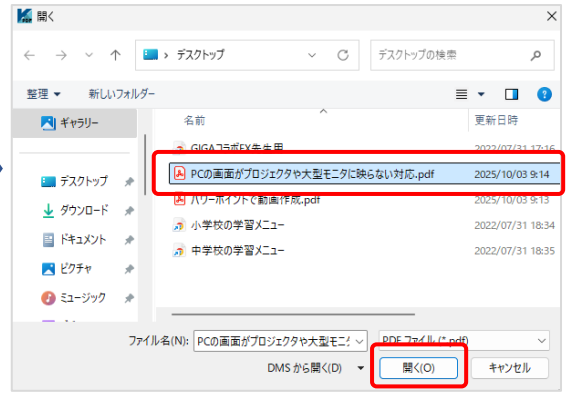 開く
デスクトップ
デスクトップの検索
整理
新しいフォルダー
ギャラリー
名前
更新日時
GIGAコラボEX先生用
2022/07/31 17:16
PCの画面がプロジェクタや大型モニタに映らない対応.pdf
2025/10/03 9:14
パワーポイントで動画作成.pdf
2025/10/03 9:13
小学校の学習メニュー
2022/07/31 18:34
中学校の学習メニュー
2022/07/31 18:35
デスクトップ
ダウンロード
ドキュメント
ピクチャ
ミュージック
ファイル名(N):
PCの画面がプロジェクタや大型モニタ
PDF ファイル (*.pdf)
DMS から開く(D)
開く(O)
キャンセル